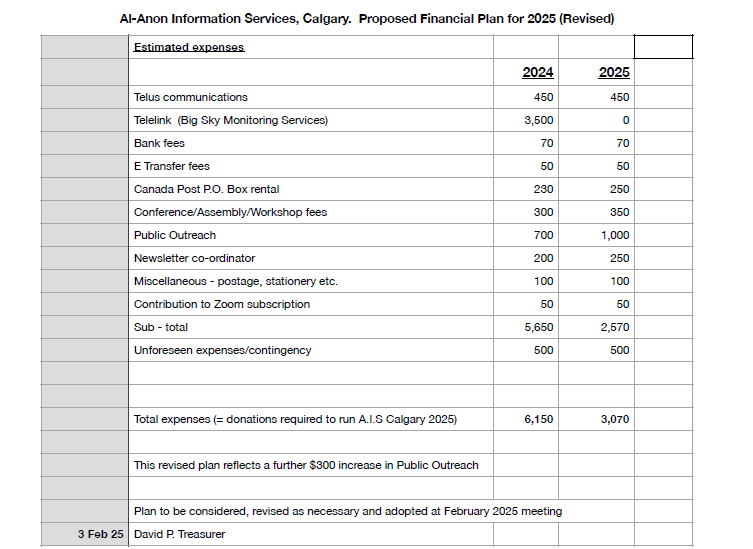 Al-Anon Information Services, Calgary.  Proposed Financial Plan for 2025 (Revised)
Estimated expenses
2024 2025
Telus communications 450 450
Telelink  (Big Sky Monitoring Services) 3,500 0
Bank fees 70 70
E Transfer fees 50 50
Canada Post P.O. Box rental 230 250
Conference/Assembly/Workshop fees 300 350
Public Outreach 700 1,000
Newsletter co-ordinator 200 250
Miscellaneous - postage, stationery etc. 100 100
Contribution to Zoom subscription 50 50
Sub - total 5,650 2,570
Unforeseen expenses/contingency 500 500
Total expenses (= donations required to run A.I.S Calgary 2025) 6,150 3,070
This revised plan reflects a further $300 increase in Public Outreach
Plan to be considered, revised as necessary and adopted at February 2025 meeting
3 Feb 25 David P. Treasurer